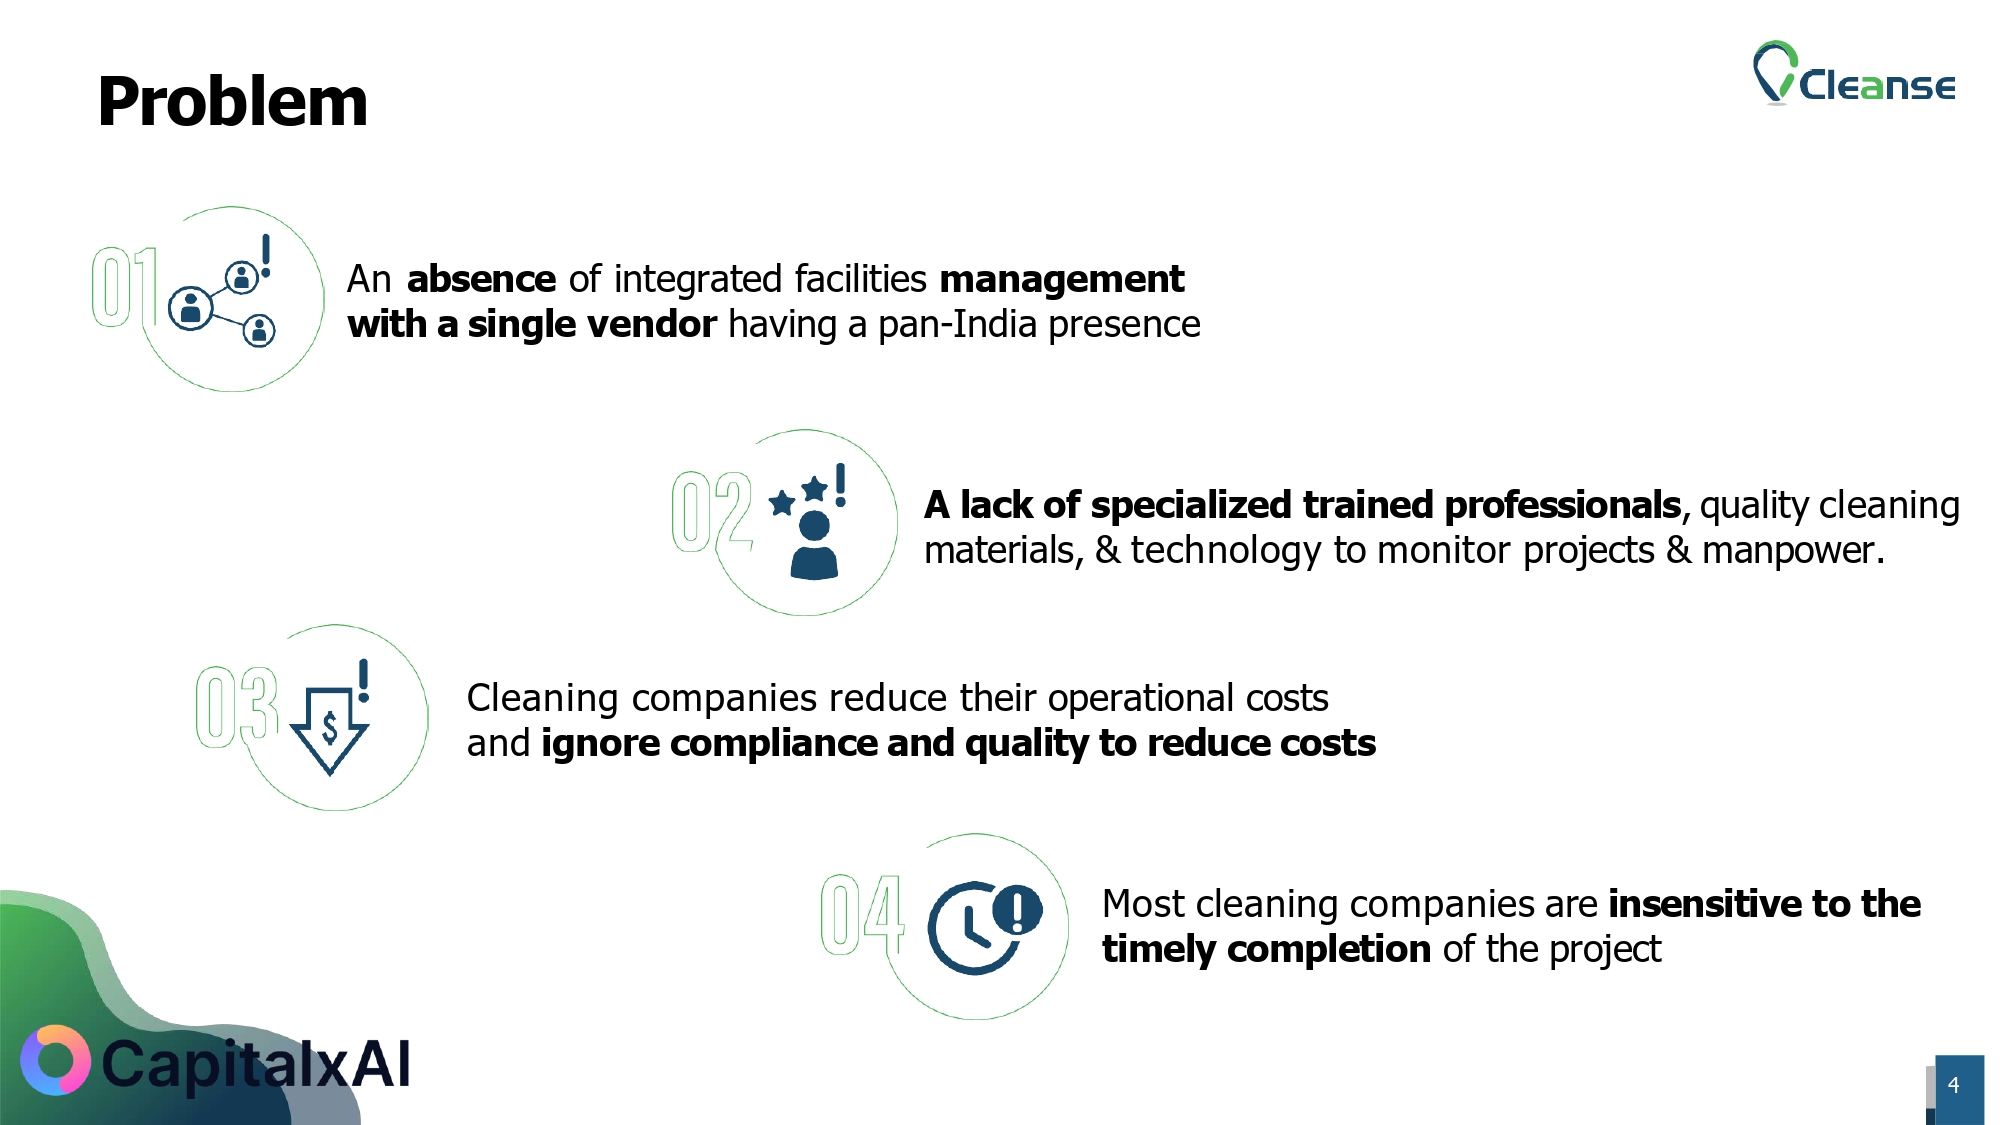 Problem
Cleanse
01
An absence of integrated facilities management
with a single vendor having a pan-India presence
02
A lack of specialized trained professionals, quality cleaning
materials, & technology to monitor projects & manpower.
03
$
Cleaning companies reduce their operational costs
and ignore compliance and quality to reduce costs
04
Most cleaning companies are insensitive to the
timely completion of the project
CapitalxAI
4